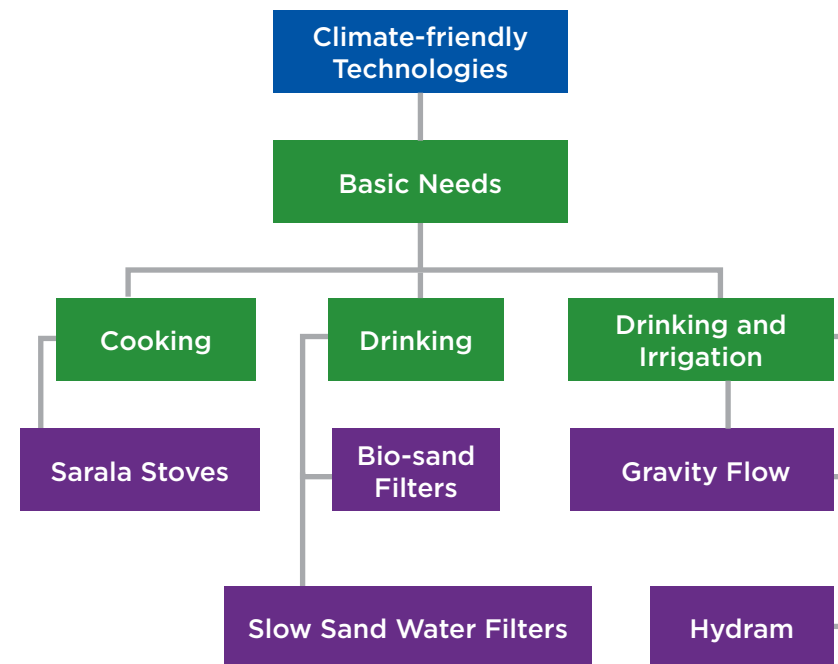 Climate-friendly
Technologies
Basic Needs
Cooking
Drinking
Drinking and
Irrigation
Sarala Stoves
Bio-sand
Filters
Gravity Flow
Slow Sand Water Filters
Hydram